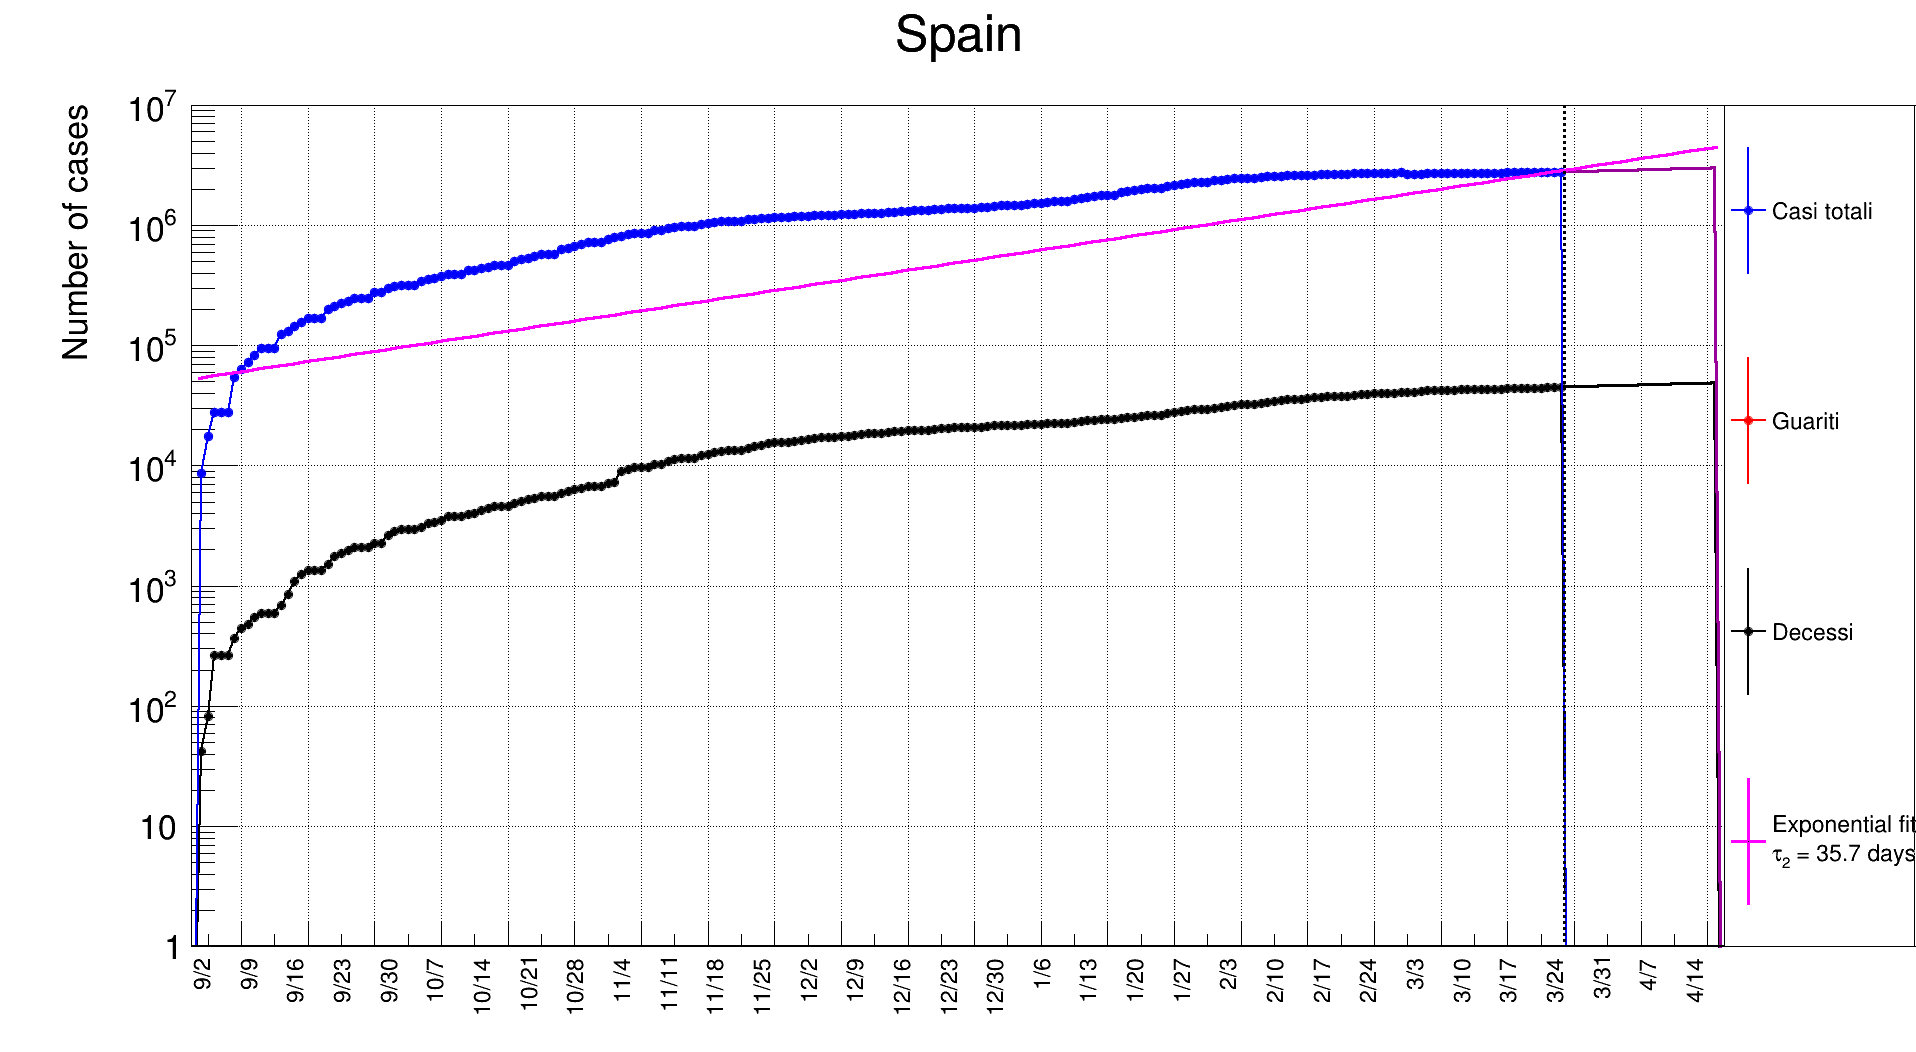 Spain
Number of cases
10^7
10^6
10^5
10^4
10^3
10^2
10
1
9/2 9/9 9/16 9/23 9/30 10/7 10/14 10/21 10/28 11/4 11/11 11/18 11/25 12/2 12/9 12/16 12/23 12/30 1/6 1/13 1/20 1/27 2/3 2/10 2/17 2/24 3/3 3/10 3/17 3/24 3/31 4/7 4/14
Casi totali
Guariti
Decessi
Exponential fit
τ_2 = 35.7 days